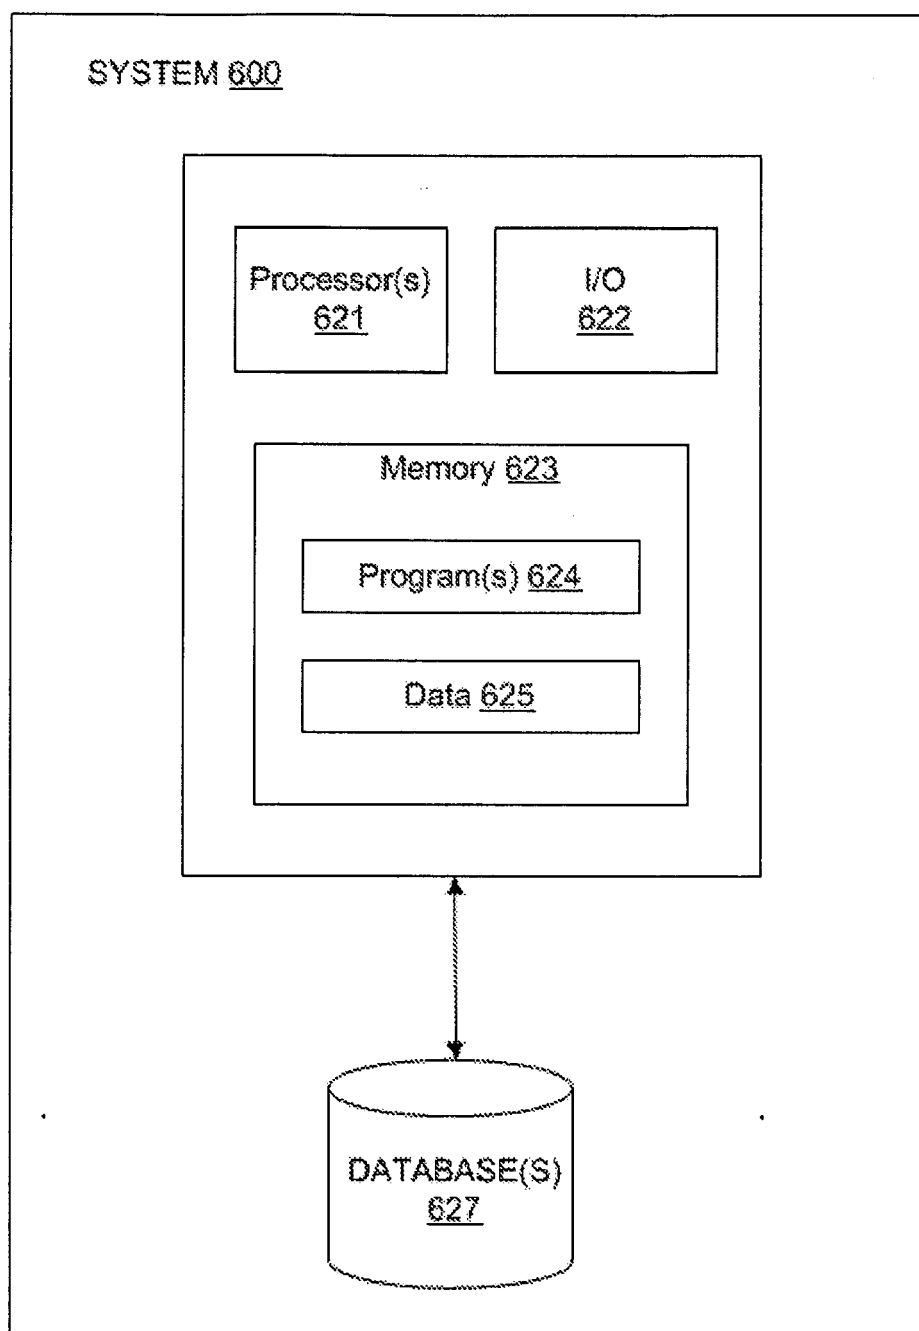 SYSTEM 600
Processor(s)
621
I/O
622
Memory 623
Program(s) 624
Data 625
DATABASE(S)
627